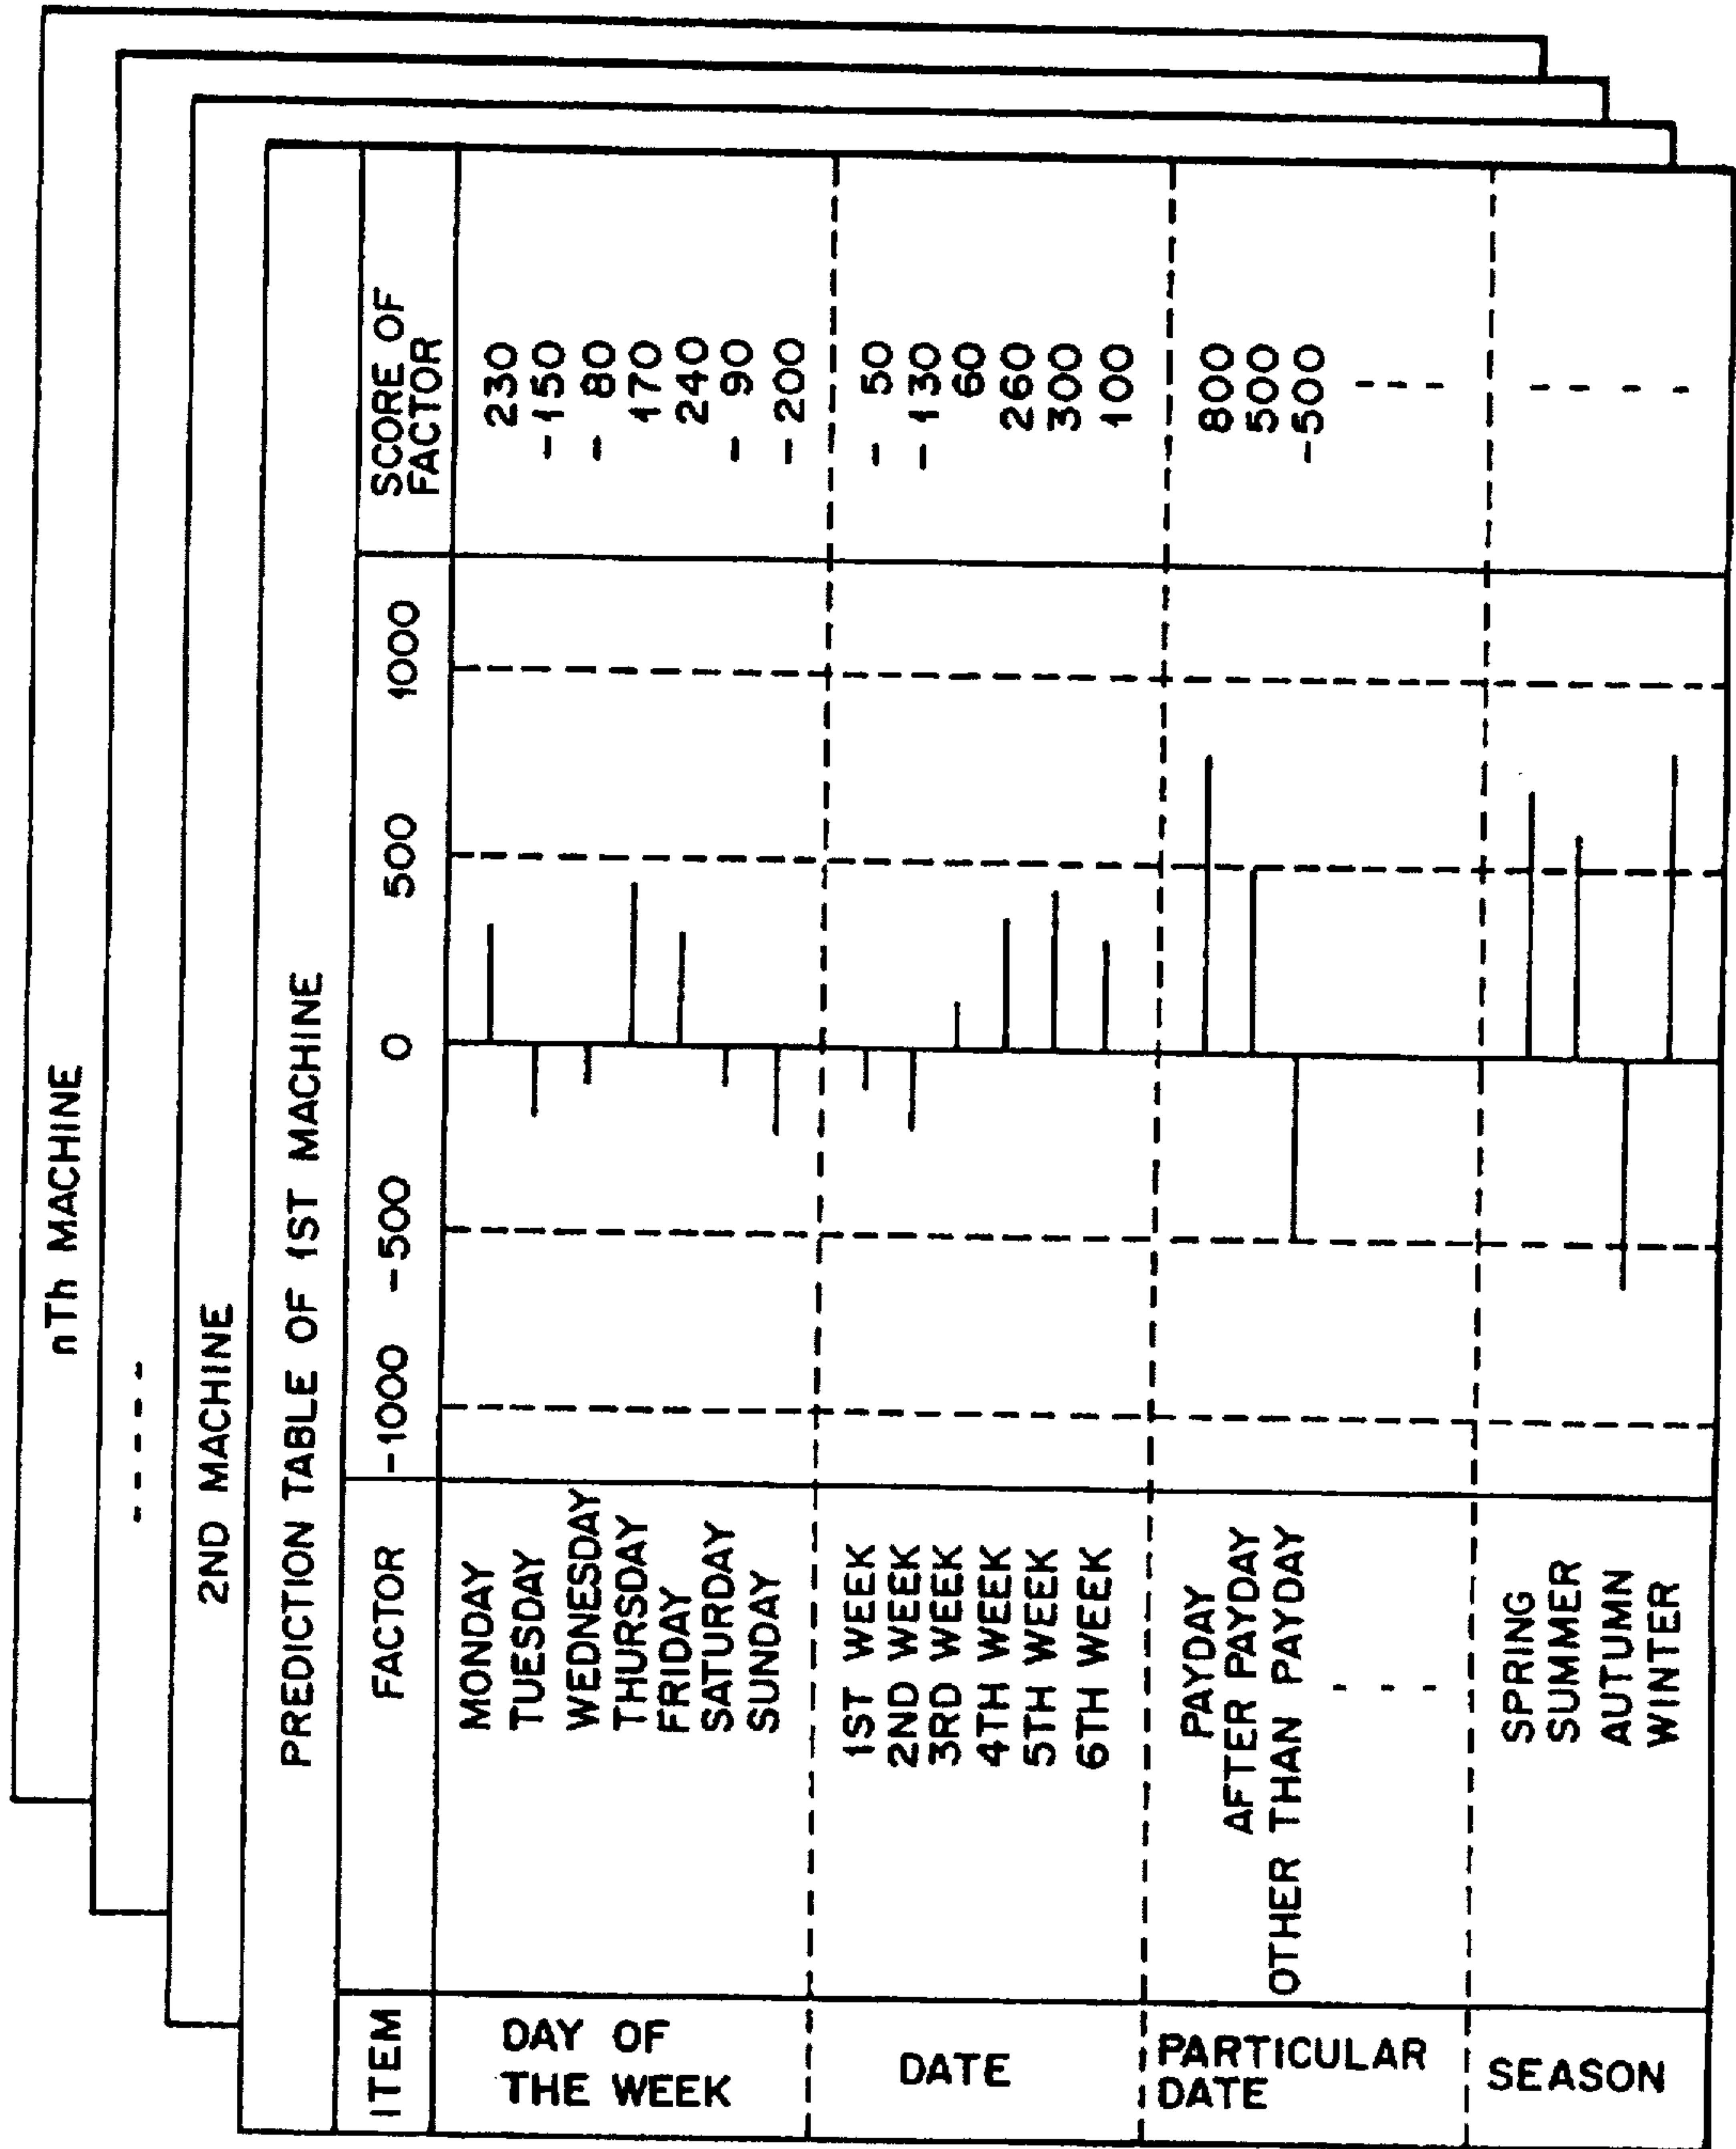 nTh MACHINE
-----
2ND MACHINE
PREDICTION TABLE OF 1ST MACHINE
ITEM FACTOR -1000 -500 0 500 1000 SCORE OF FACTOR
DAY OF THE WEEK
MONDAY 230
TUESDAY -150
WEDNESDAY - 80
THURSDAY 170
FRIDAY 240
SATURDAY - 90
SUNDAY - 200
DATE
1ST WEEK - 50
2ND WEEK - 130
3RD WEEK 60
4TH WEEK 260
5TH WEEK 300
6TH WEEK 100
PARTICULAR DATE
PAYDAY 800
AFTER PAYDAY 500
OTHER THAN PAYDAY -500
- - - - - - -
SEASON
SPRING -
SUMMER -
AUTUMN -
WINTER -